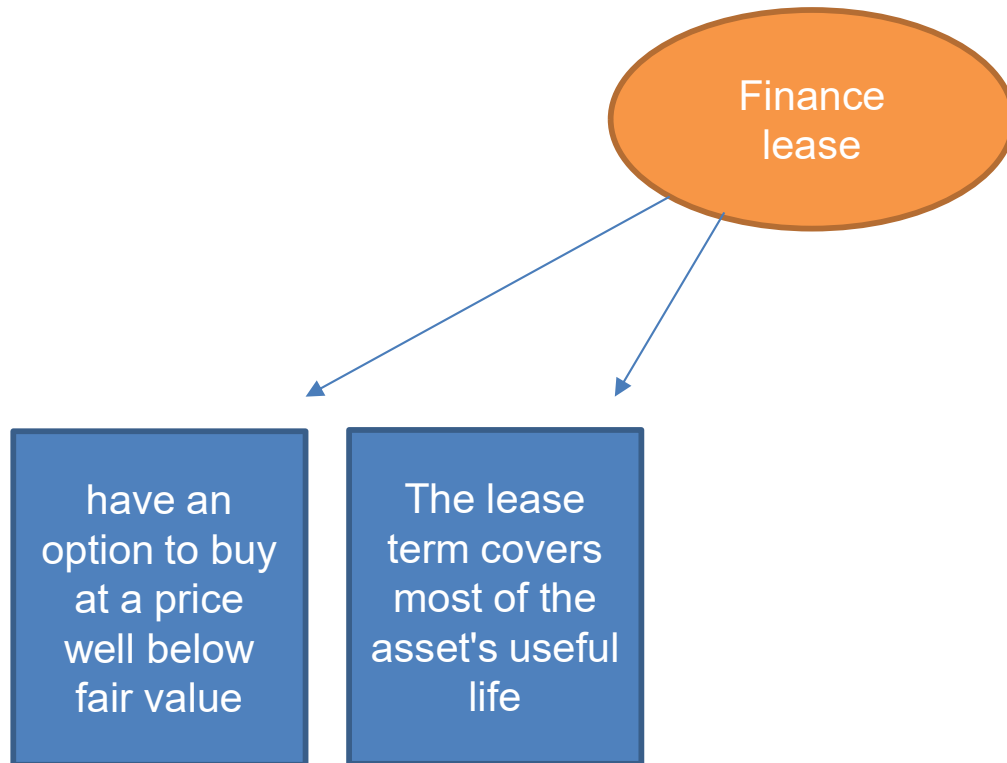 Finance
lease
have an
option to buy
at a price
well below
fair value
The lease
term covers
most of the
asset's useful
life